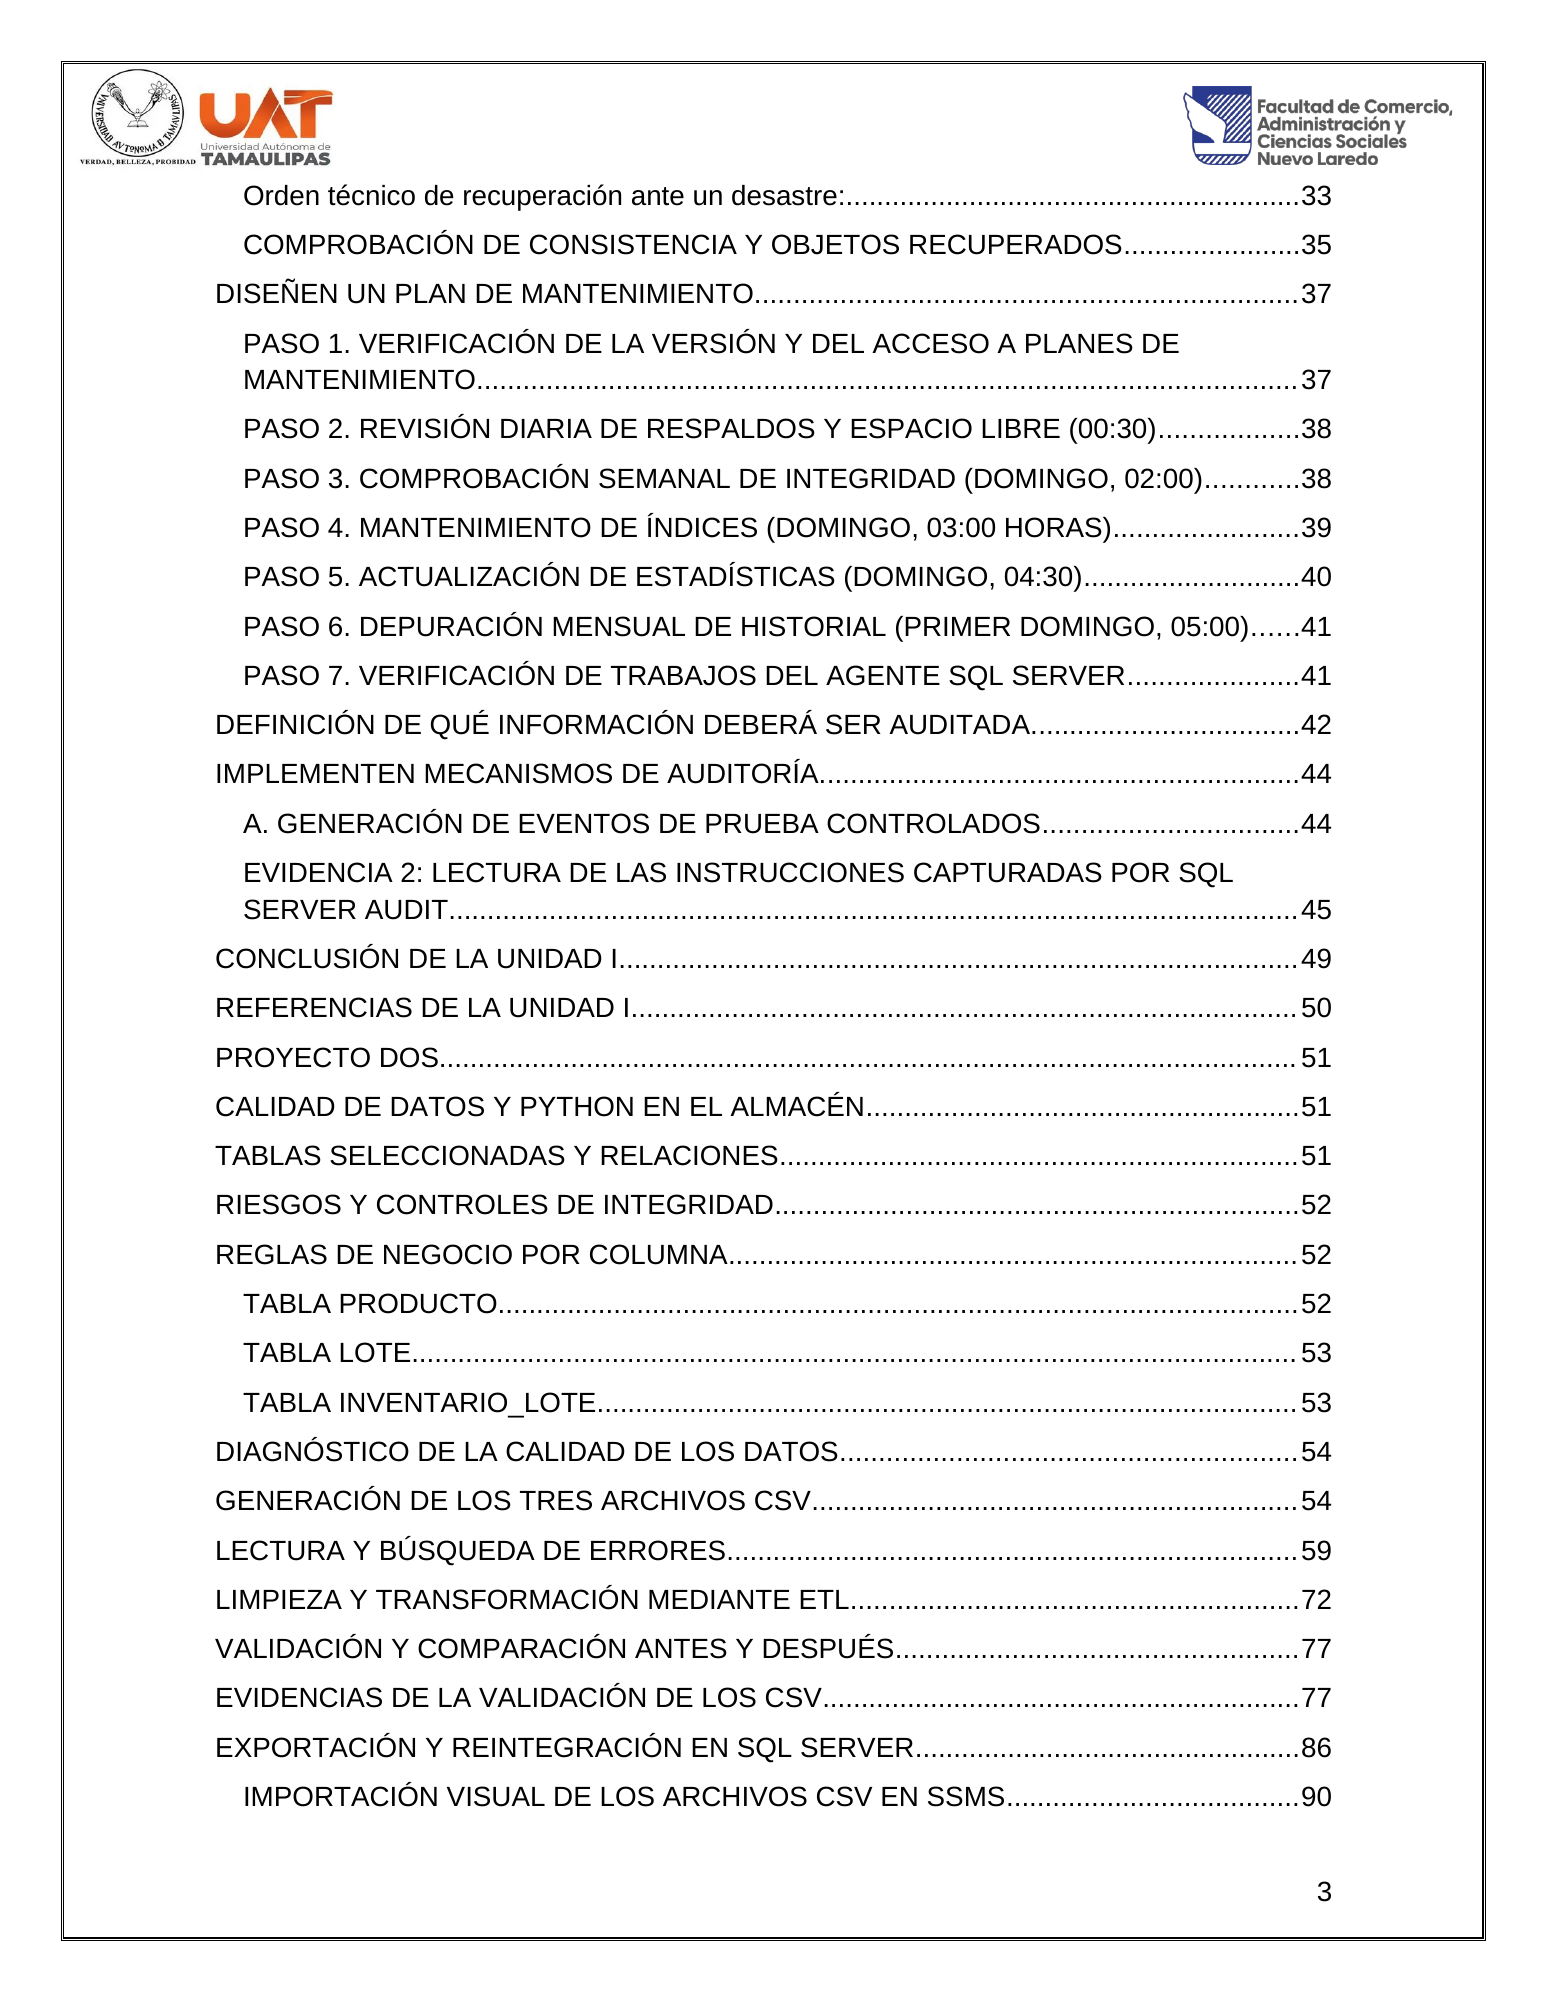 UNIVERSIDAD AUTONOMA DE TAMAULIPAS
VERDAD, BELLEZA, PROBIDAD
UAT
Universidad Autónoma de
TAMAULIPAS
Facultad de Comercio,
Administración y
Ciencias Sociales
Nuevo Laredo
Orden técnico de recuperación ante un desastre:..........................................................33
COMPROBACIÓN DE CONSISTENCIA Y OBJETOS RECUPERADOS.......................35
DISEÑEN UN PLAN DE MANTENIMIENTO......................................................................37
PASO 1. VERIFICACIÓN DE LA VERSIÓN Y DEL ACCESO A PLANES DE
MANTENIMIENTO..........................................................................................................37
PASO 2. REVISIÓN DIARIA DE RESPALDOS Y ESPACIO LIBRE (00:30)..................38
PASO 3. COMPROBACIÓN SEMANAL DE INTEGRIDAD (DOMINGO, 02:00)............38
PASO 4. MANTENIMIENTO DE ÍNDICES (DOMINGO, 03:00 HORAS)........................39
PASO 5. ACTUALIZACIÓN DE ESTADÍSTICAS (DOMINGO, 04:30)............................40
PASO 6. DEPURACIÓN MENSUAL DE HISTORIAL (PRIMER DOMINGO, 05:00)......41
PASO 7. VERIFICACIÓN DE TRABAJOS DEL AGENTE SQL SERVER......................41
DEFINICIÓN DE QUÉ INFORMACIÓN DEBERÁ SER AUDITADA...................................42
IMPLEMENTEN MECANISMOS DE AUDITORÍA..............................................................44
A. GENERACIÓN DE EVENTOS DE PRUEBA CONTROLADOS.................................44
EVIDENCIA 2: LECTURA DE LAS INSTRUCCIONES CAPTURADAS POR SQL
SERVER AUDIT..............................................................................................................45
CONCLUSIÓN DE LA UNIDAD I........................................................................................49
REFERENCIAS DE LA UNIDAD I......................................................................................50
PROYECTO DOS...............................................................................................................51
CALIDAD DE DATOS Y PYTHON EN EL ALMACÉN........................................................51
TABLAS SELECCIONADAS Y RELACIONES...................................................................51
RIESGOS Y CONTROLES DE INTEGRIDAD....................................................................52
REGLAS DE NEGOCIO POR COLUMNA..........................................................................52
TABLA PRODUCTO........................................................................................................52
TABLA LOTE...................................................................................................................53
TABLA INVENTARIO_LOTE...........................................................................................53
DIAGNÓSTICO DE LA CALIDAD DE LOS DATOS...........................................................54
GENERACIÓN DE LOS TRES ARCHIVOS CSV...............................................................54
LECTURA Y BÚSQUEDA DE ERRORES..........................................................................59
LIMPIEZA Y TRANSFORMACIÓN MEDIANTE ETL..........................................................72
VALIDACIÓN Y COMPARACIÓN ANTES Y DESPUÉS....................................................77
EVIDENCIAS DE LA VALIDACIÓN DE LOS CSV.............................................................77
EXPORTACIÓN Y REINTEGRACIÓN EN SQL SERVER..................................................86
IMPORTACIÓN VISUAL DE LOS ARCHIVOS CSV EN SSMS......................................90
3